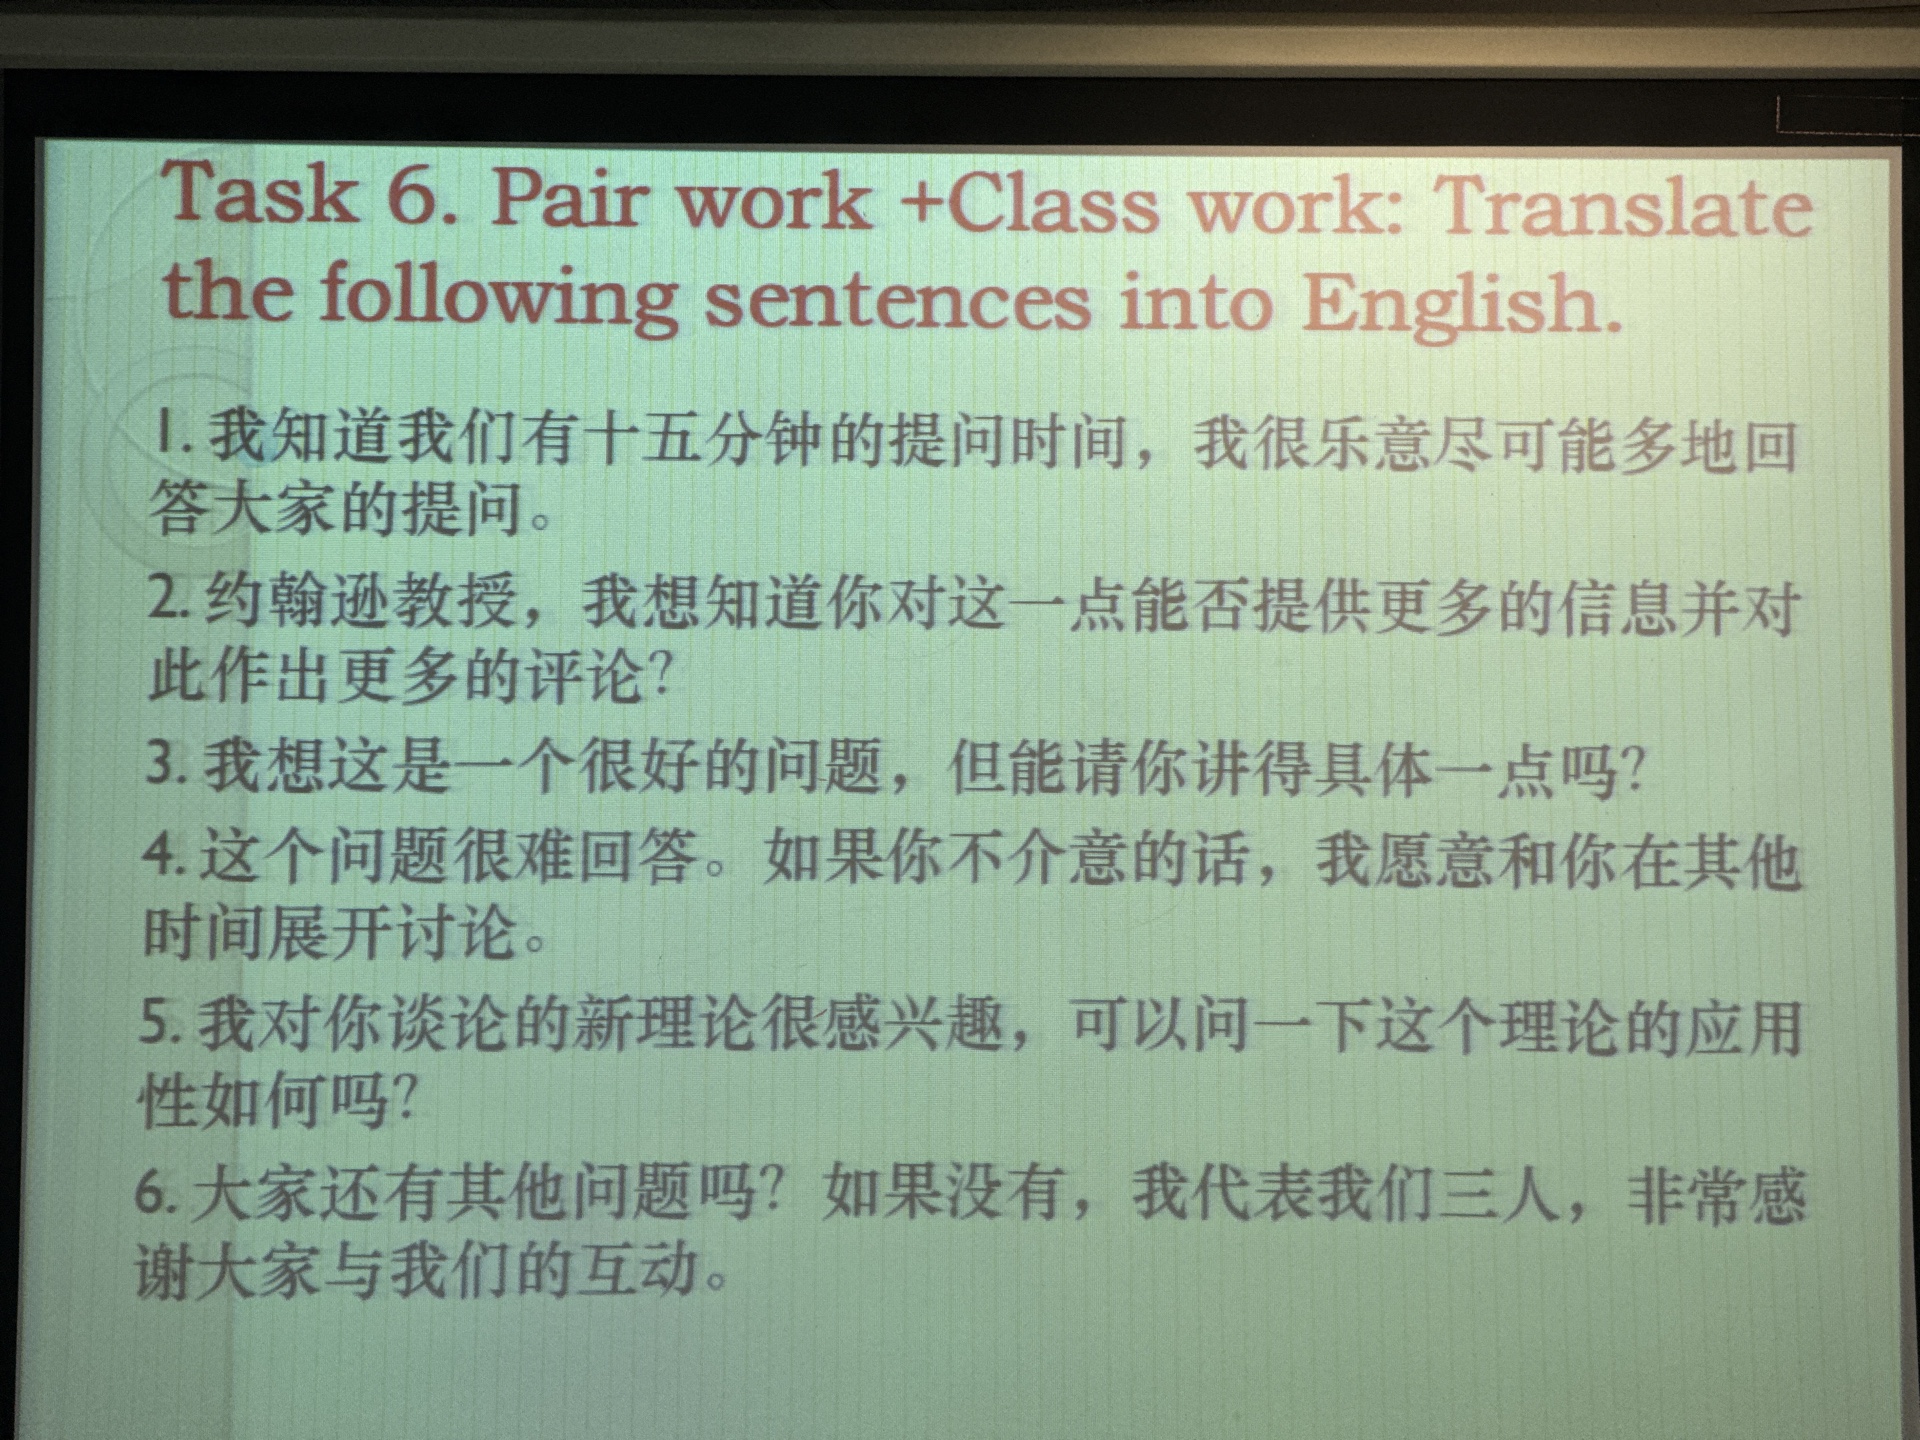 Task 6. Pair work +Class work: Translate
the following sentences into English.
1. 我知道我们有十五分钟的提问时间，我很乐意尽可能多地回
答大家的提问。
2. 约翰逊教授，我想知道你对这一点能否提供更多的信息并对
此作出更多的评论？
3. 我想这是一个很好的问题，但能请你讲得具体一点吗？
4. 这个问题很难回答。如果你不介意的话，我愿意和你在其他
时间展开讨论。
5. 我对你谈论的新理论很感兴趣，可以问一下这个理论的应用
性如何吗？
6. 大家还有其他问题吗？如果没有，我代表我们三人，非常感
谢大家与我们的互动。